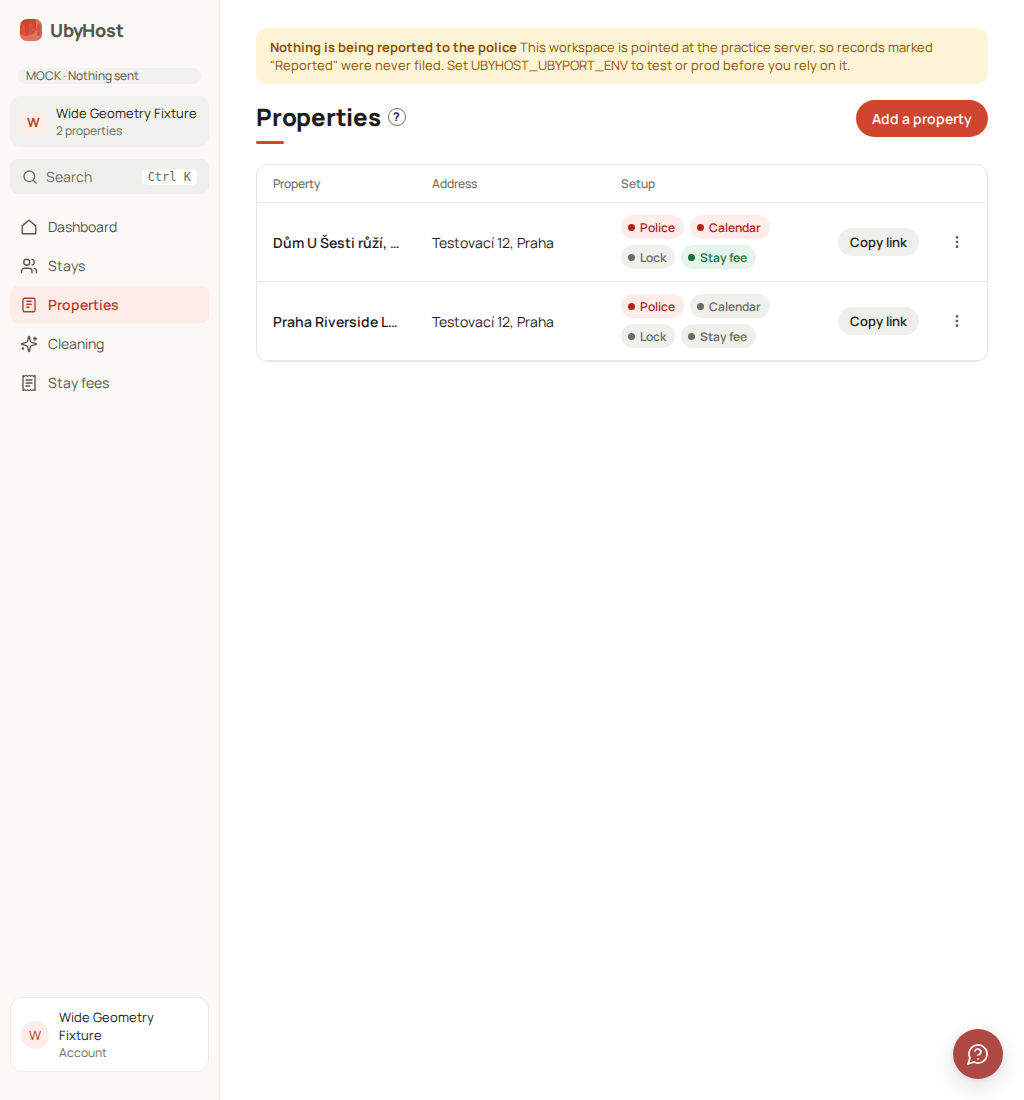 UbyHost
MOCK · Nothing sent
W
Wide Geometry Fixture
2 properties
Search
Ctrl K
Dashboard
Stays
Properties
Cleaning
Stay fees
W
Wide Geometry
Fixture
Account
Nothing is being reported to the police This workspace is pointed at the practice server, so records marked
"Reported" were never filed. Set UBYHOST_UBYPORT_ENV to test or prod before you rely on it.
Properties ?
Add a property
Property Address Setup
Dům U Šesti růží, ... Testovací 12, Praha Police Calendar
Lock Stay fee
Copy link
Praha Riverside L... Testovací 12, Praha Police Calendar
Lock Stay fee
Copy link